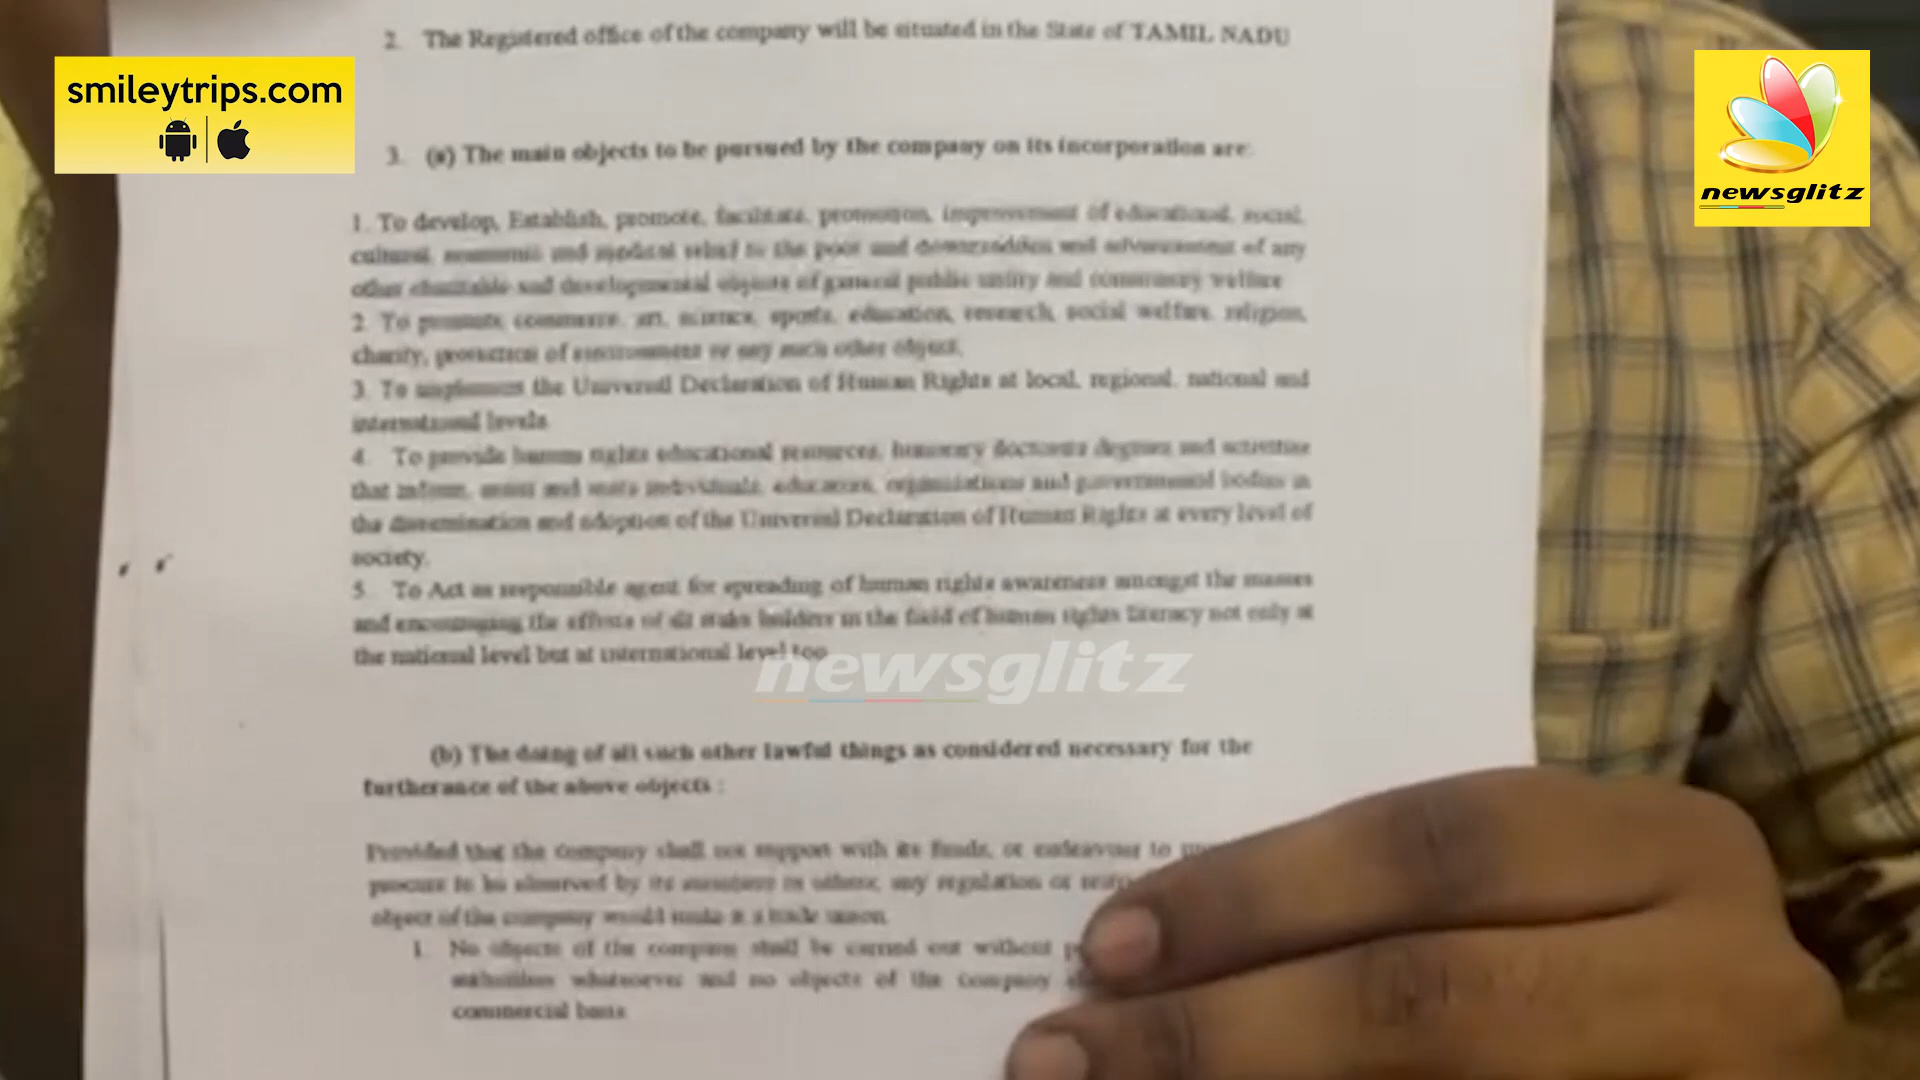 smileytrips.com
newsglitz
2. The Registered office of the company will be situated in the State of TAMIL NADU
3. (a) The main objects to be pursued by the company on its incorporation are:
1. To develop, Establish, promote, facilitate, promotion, improvement of educational, social,
cultural, economic and medical relief to the poor and downtrodden and advancement of any
other charitable and developmental objects of general public utility and community welfare
2. To promote, commerce, art, science, sports, education, research, social welfare, religion,
charity, protection of environment or any such other object;
3. To implement the Universal Declaration of Human Rights at local, regional, national and
international levels
4. To provide human rights educational resources, honorary doctorate degrees and activities
that inform, assist and individuals, educators, organizations and governmental bodies in
the dissemination and adoption of the Universal Declaration of Human Rights at every level of
society.
5. To Act as responsible agent for spreading of human rights awareness amongst the masses
and encouraging the efforts of all stake holders in the field of human rights literacy not only at
the national level but at international level too
newsglitz
(b) The doing of all such other lawful things as considered necessary for the
furtherance of the above objects :
Provided that the Company shall not support with its funds, or endeavour to
procure to be observed by its members or others, any regulation or
object of the company would make it a trade union.
1. No objects of the company shall be carried out without
authorities whatsoever and no objects of the Company
commercial basis